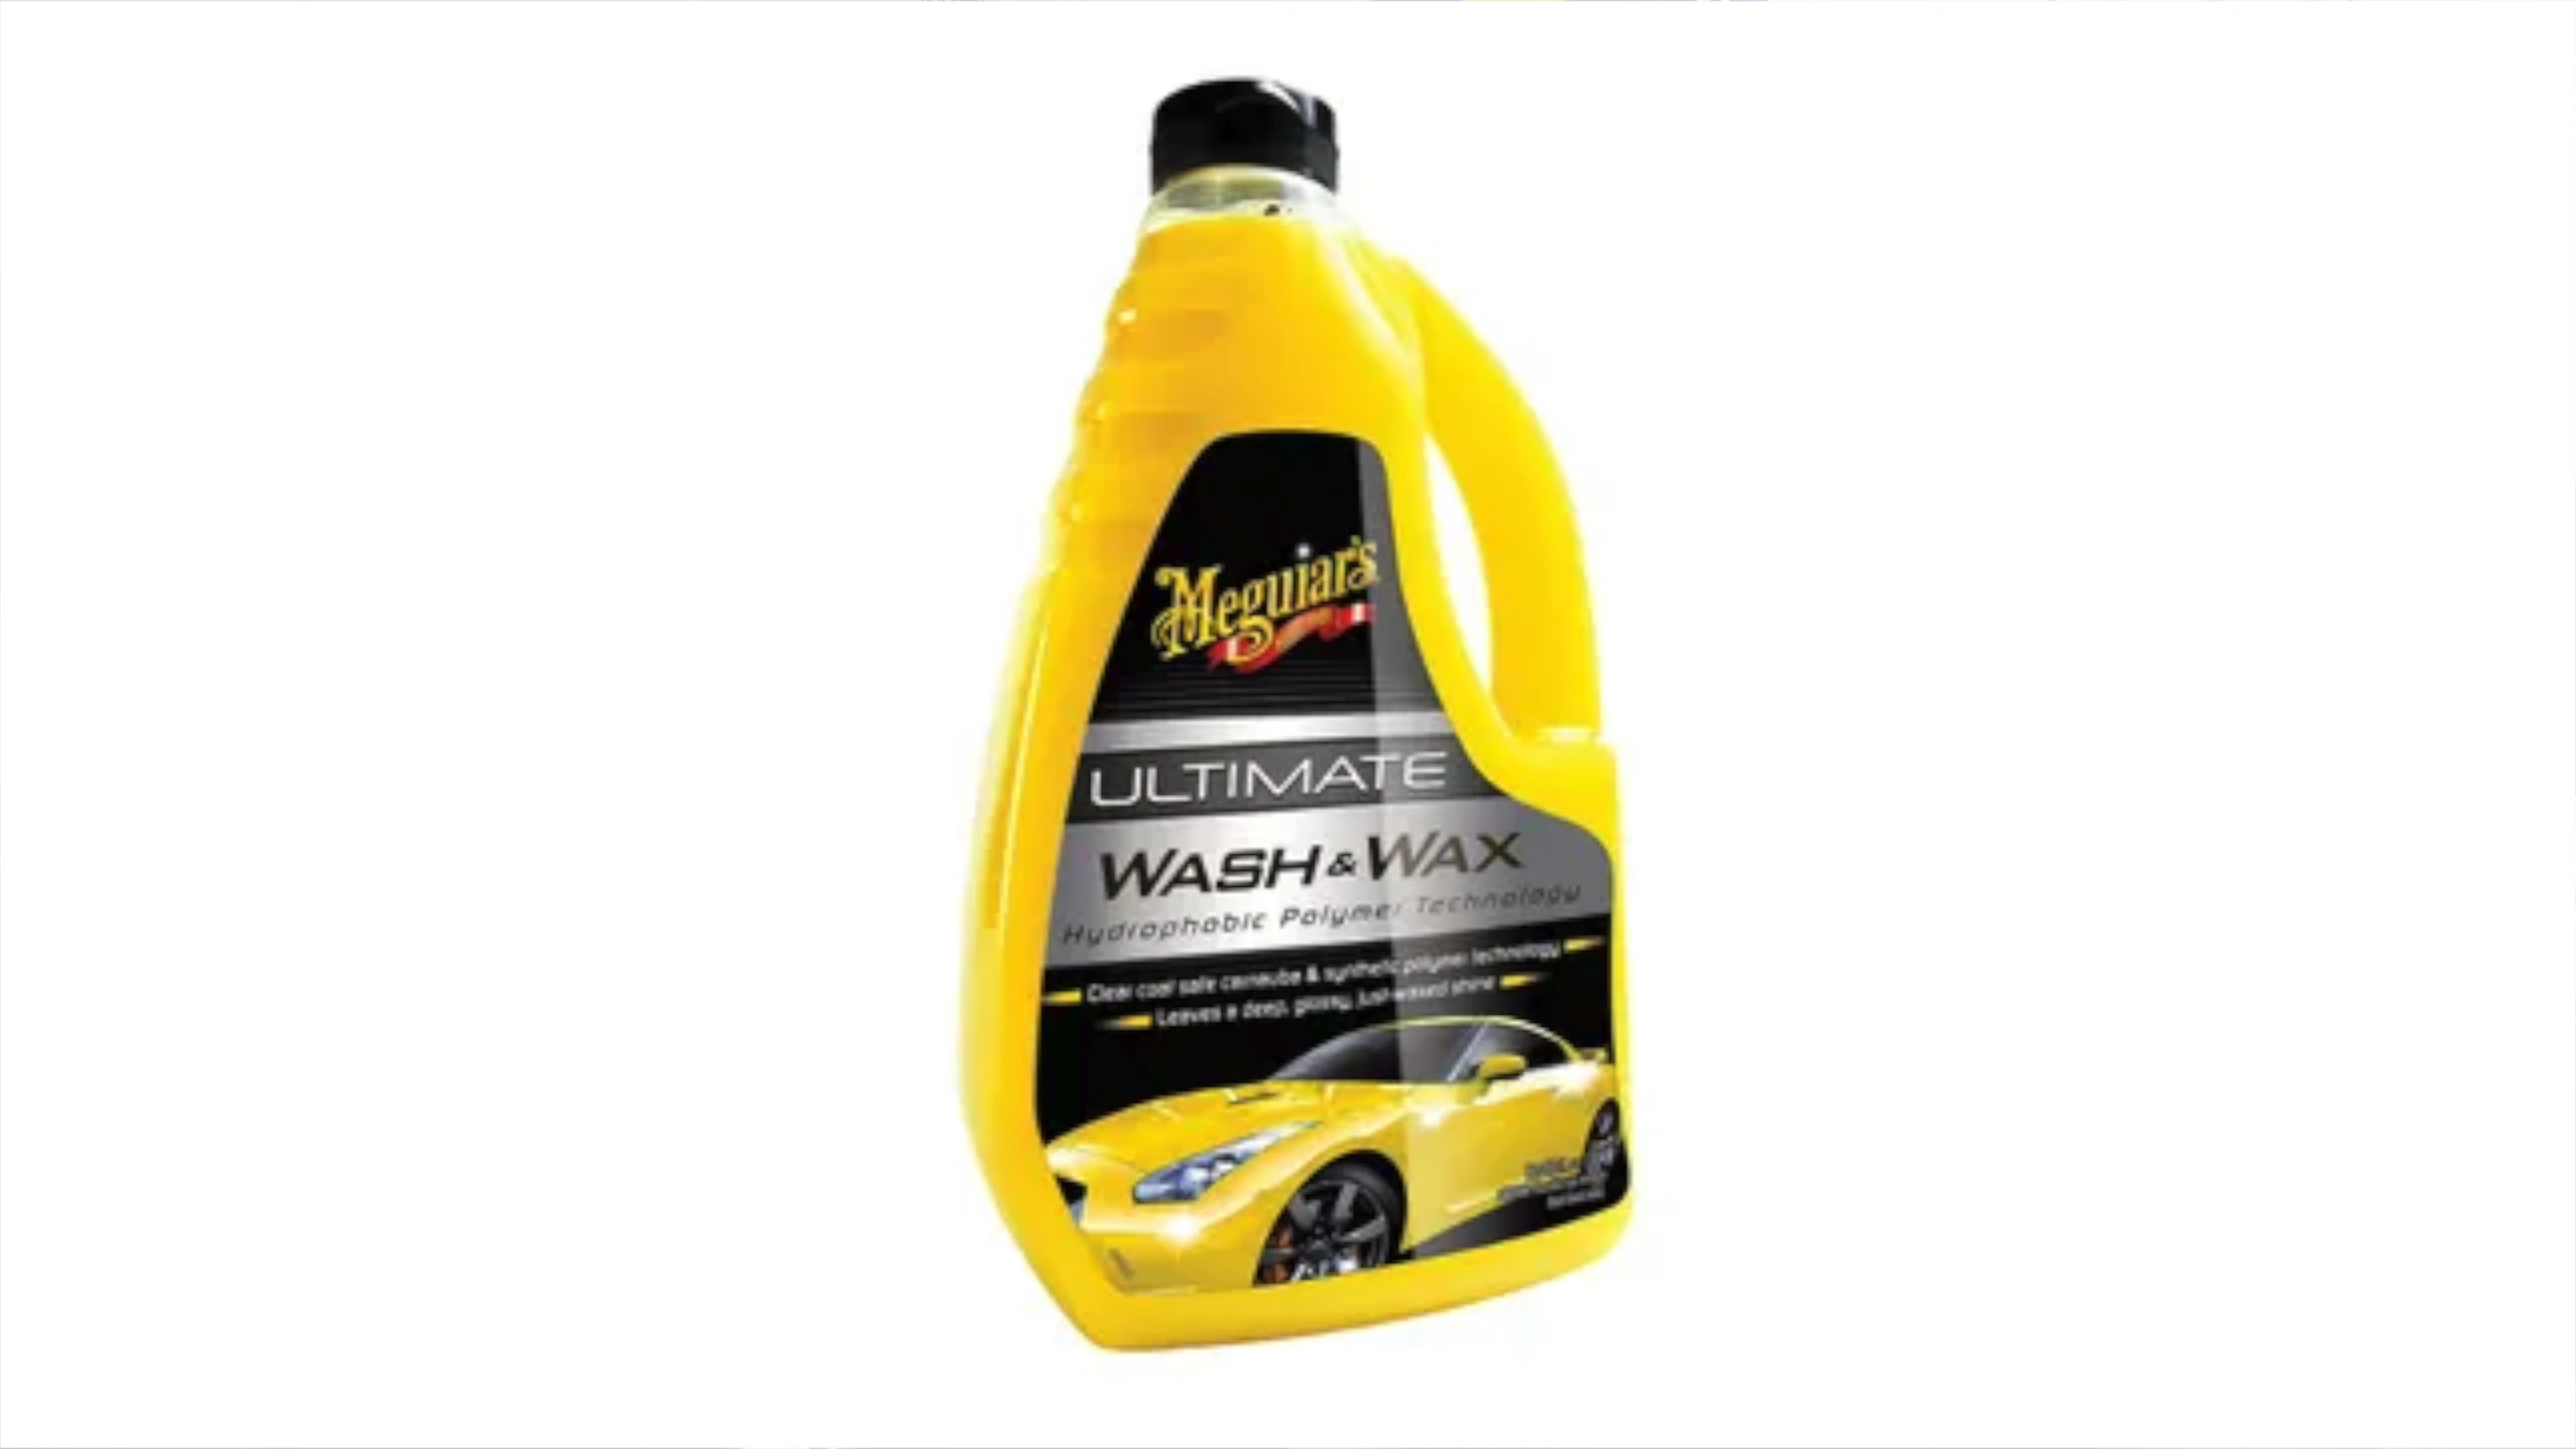 Meguiar's
ULTIMATE
WASH & WAX
Hydrophobic Polymer Technology
Clear coat safe carnauba & synthetic polymer technology
Leaves a deep, glossy, just-waxed shine